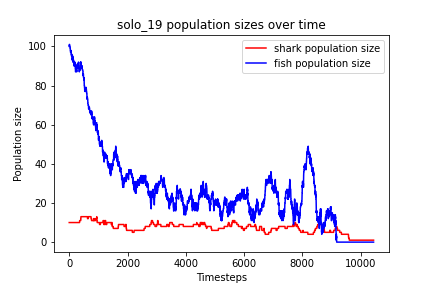 solo_19 population sizes over time
100
80
60
40
20
0
Population size
shark population size
fish population size
0 2000 4000 6000 8000 10000
Timesteps